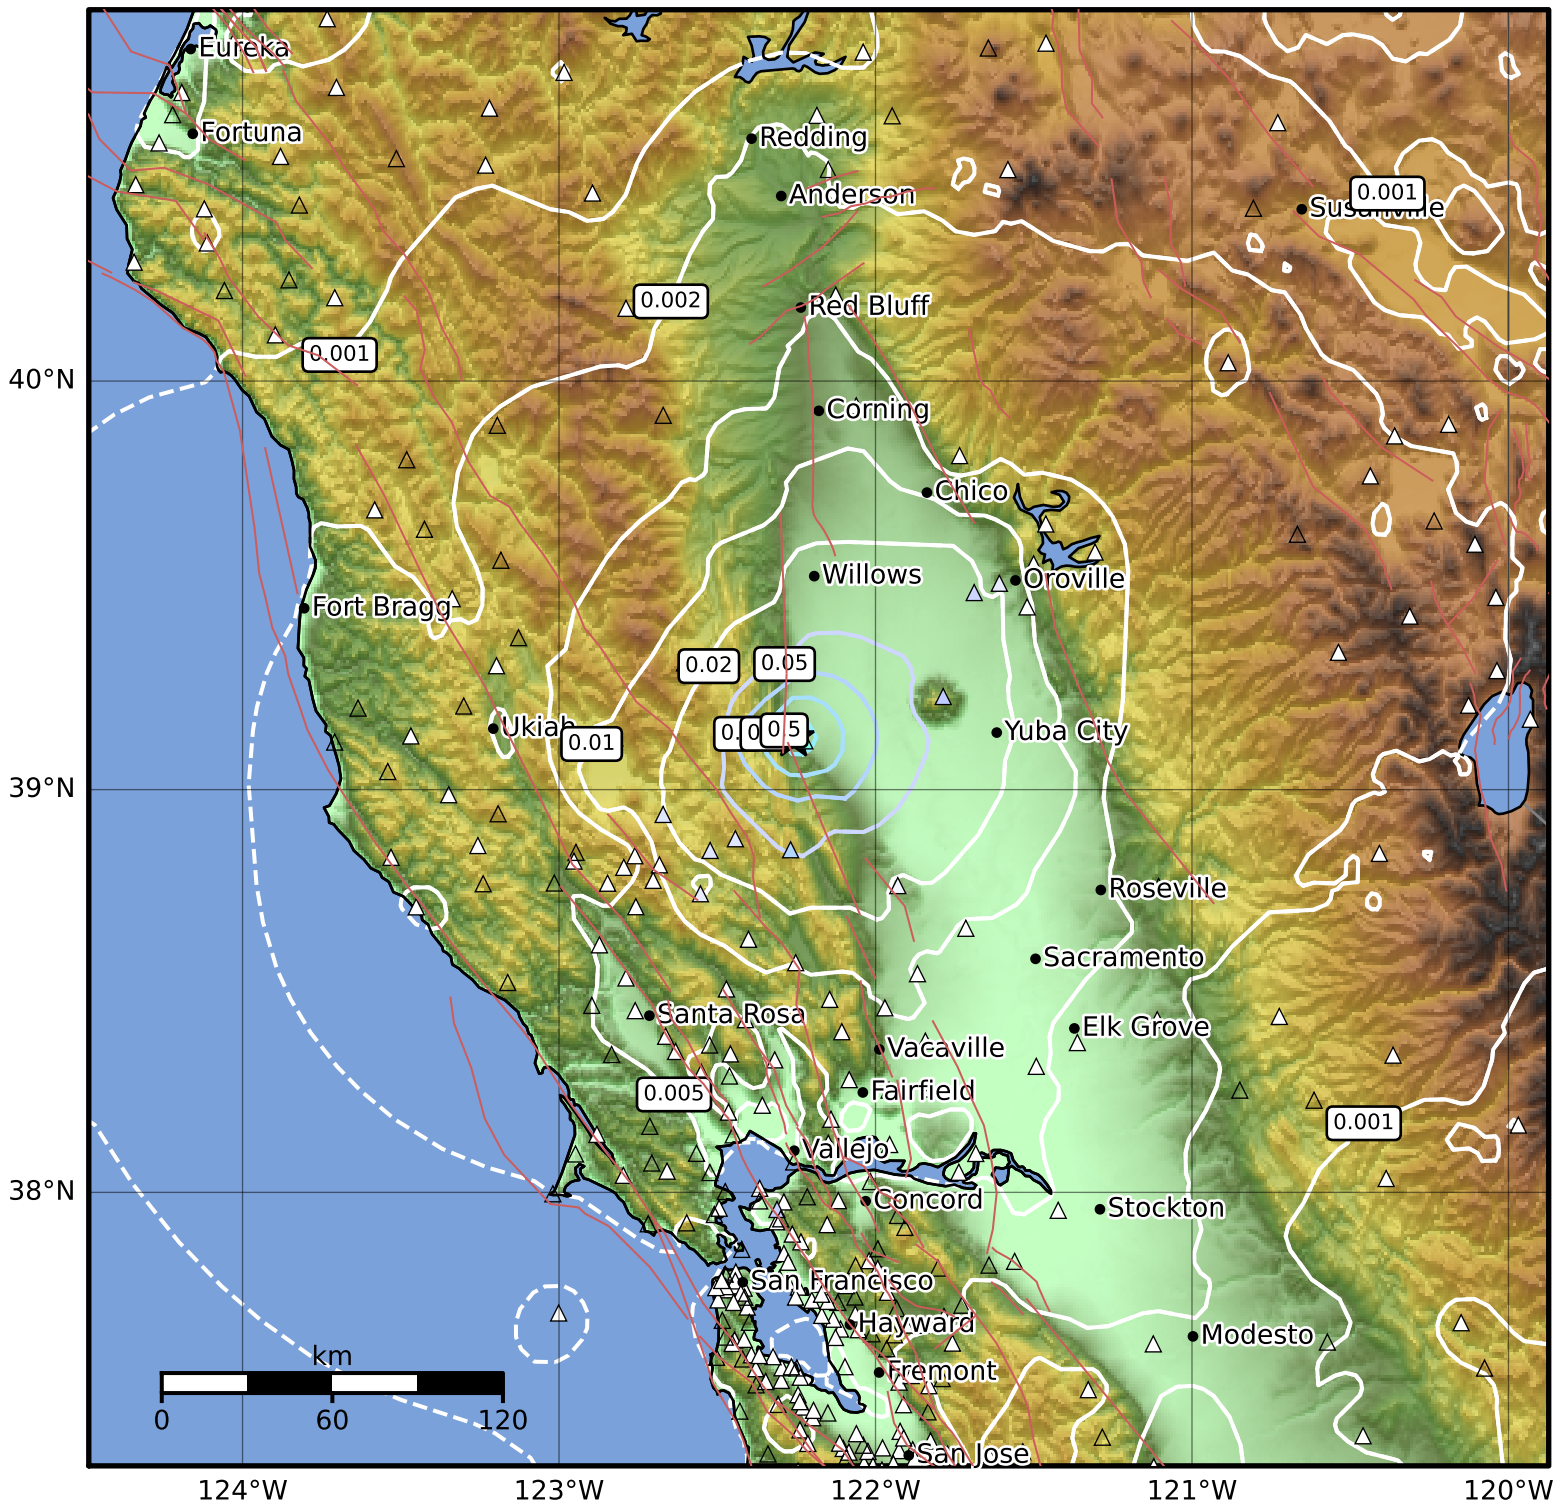 Eureka
Fortuna
Redding
Anderson
0.001
0.002
Red Bluff
0.001
40°N
Corning
Chico
Willows
Oroville
Fort Bragg
0.02
0.05
Ukiah
0.01
0.5
Yuba City
39°N
Roseville
Sacramento
Santa Rosa
Elk Grove
Vacaville
0.005
Fairfield
0.001
Vallejo
38°N
Concord
Stockton
San Francisco
Hayward
Modesto
Fremont
km
0 60 120
San Jose
124°W 123°W 122°W 121°W 120°W